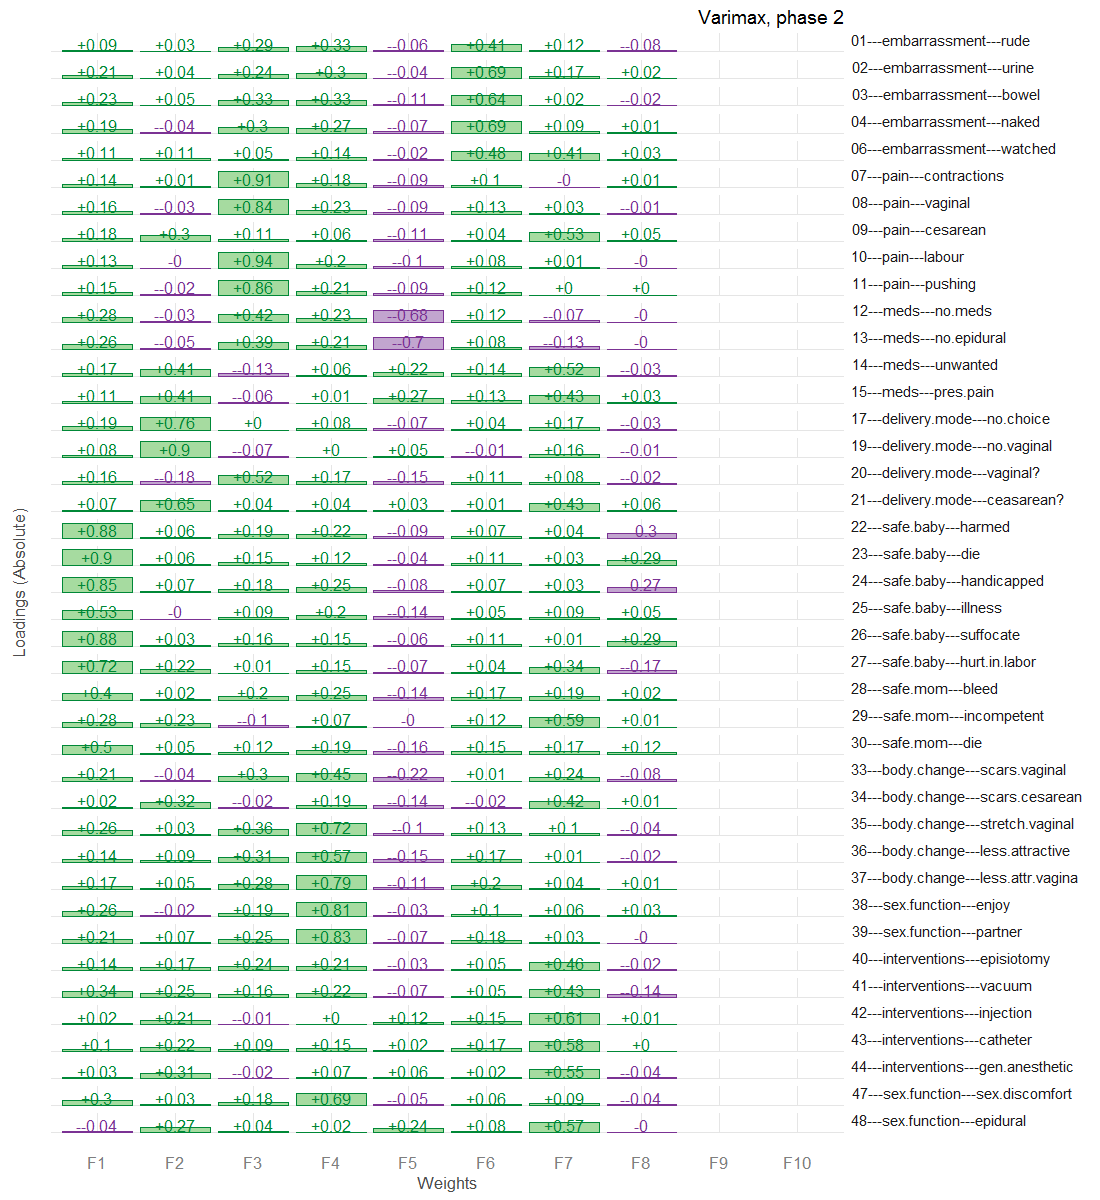 Varimax, phase 2
+0.09 +0.03 +0.29 +0.33 --0.06 +0.41 +0.12 --0.08 01---embarrassment---rude
+0.21 +0.04 +0.24 +0.3 --0.04 +0.69 +0.17 +0.02 02---embarrassment---urine
+0.23 +0.05 +0.33 +0.33 --0.11 +0.64 +0.02 --0.02 03---embarrassment---bowel
+0.19 --0.04 +0.3 +0.27 --0.07 +0.69 +0.09 +0.01 04---embarrassment---naked
+0.11 +0.11 +0.05 +0.14 --0.02 +0.48 +0.41 +0.03 06---embarrassment---watched
+0.14 +0.01 +0.91 +0.18 --0.09 +0.1 -0 +0.01 07---pain---contractions
+0.16 --0.03 +0.84 +0.23 --0.09 +0.13 +0.03 --0.01 08---pain---vaginal
+0.18 +0.3 +0.11 +0.06 --0.11 +0.04 +0.53 +0.05 09---pain---cesarean
+0.13 -0 +0.94 +0.2 --0.1 +0.08 +0.01 -0 10---pain---labour
+0.15 --0.02 +0.86 +0.21 --0.09 +0.12 +0 +0 11---pain---pushing
+0.28 --0.03 +0.42 +0.23 --0.68 +0.12 --0.07 -0 12---meds---no.meds
+0.26 --0.05 +0.39 +0.21 --0.7 +0.08 --0.13 -0 13---meds---no.epidural
+0.17 +0.41 --0.13 +0.06 +0.22 +0.14 +0.52 --0.03 14---meds---unwanted
+0.11 +0.41 --0.06 +0.01 +0.27 +0.13 +0.43 +0.03 15---meds---pres.pain
+0.19 +0.76 +0 +0.08 --0.07 +0.04 +0.17 --0.03 17---delivery.mode---no.choice
+0.08 +0.9 --0.07 +0 +0.05 --0.01 +0.16 --0.01 19---delivery.mode---no.vaginal
+0.16 --0.18 +0.52 +0.17 --0.15 +0.11 +0.08 --0.02 20---delivery.mode---vaginal?
+0.07 +0.65 +0.04 +0.04 +0.03 +0.01 +0.43 +0.06 21---delivery.mode---ceasarean?
+0.88 +0.06 +0.19 +0.22 --0.09 +0.07 +0.04 --0.3 22---safe.baby---harmed
+0.9 +0.06 +0.15 +0.12 --0.04 +0.11 +0.03 +0.29 23---safe.baby---die
+0.85 +0.07 +0.18 +0.25 --0.08 +0.07 +0.03 --0.27 24---safe.baby---handicapped
+0.53 -0 +0.09 +0.2 --0.14 +0.05 +0.09 +0.05 25---safe.baby---illness
+0.88 +0.03 +0.16 +0.15 --0.06 +0.11 +0.01 +0.29 26---safe.baby---suffocate
+0.72 +0.22 +0.01 +0.15 --0.07 +0.04 +0.34 --0.17 27---safe.baby---hurt.in.labor
+0.4 +0.02 +0.2 +0.25 --0.14 +0.17 +0.19 +0.02 28---safe.mom---bleed
+0.28 +0.23 --0.1 +0.07 -0 +0.12 +0.59 +0.01 29---safe.mom---incompetent
+0.5 +0.05 +0.12 +0.19 --0.16 +0.15 +0.17 +0.12 30---safe.mom---die
+0.21 --0.04 +0.3 +0.45 --0.22 +0.01 +0.24 --0.08 33---body.change---scars.vaginal
+0.02 +0.32 --0.02 +0.19 --0.14 --0.02 +0.42 +0.01 34---body.change---scars.cesarean
+0.26 +0.03 +0.36 +0.72 --0.1 +0.13 +0.1 --0.04 35---body.change---stretch.vaginal
+0.14 +0.09 +0.31 +0.57 --0.15 +0.17 +0.01 --0.02 36---body.change---less.attractive
+0.17 +0.05 +0.28 +0.79 --0.11 +0.2 +0.04 +0.01 37---body.change---less.attr.vagina
+0.26 --0.02 +0.19 +0.81 --0.03 +0.1 +0.06 +0.03 38---sex.function---enjoy
+0.21 +0.07 +0.25 +0.83 --0.07 +0.18 +0.03 -0 39---sex.function---partner
+0.14 +0.17 +0.24 +0.21 --0.03 +0.05 +0.46 --0.02 40---interventions---episiotomy
+0.34 +0.25 +0.16 +0.22 --0.07 +0.05 +0.43 --0.14 41---interventions---vacuum
+0.02 +0.21 --0.01 +0 +0.12 +0.15 +0.61 +0.01 42---interventions---injection
+0.1 +0.22 +0.09 +0.15 +0.02 +0.17 +0.58 +0 43---interventions---catheter
+0.03 +0.31 --0.02 +0.07 +0.06 +0.02 +0.55 --0.04 44---interventions---gen.anesthetic
+0.3 +0.03 +0.18 +0.69 --0.05 +0.06 +0.09 --0.04 47---sex.function---sex.discomfort
--0.04 +0.27 +0.04 +0.02 +0.24 +0.08 +0.57 -0 48---sex.function---epidural
F1 F2 F3 F4 F5 F6 F7 F8 F9 F10
Weights
Loadings (Absolute)